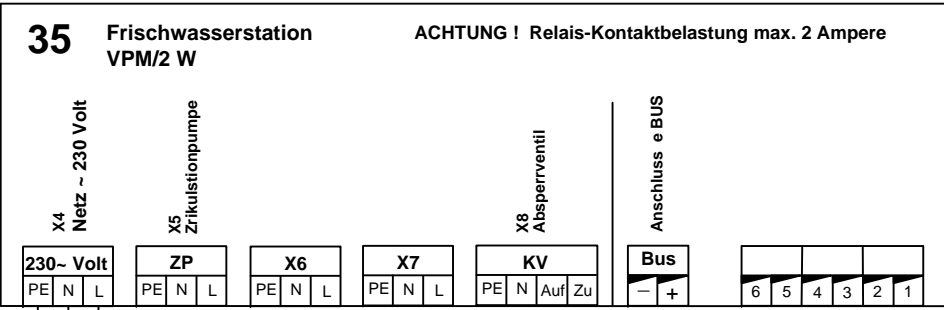 35
Frischwasserstation
VPM/2 W
ACHTUNG ! Relais-Kontaktbelastung max. 2 Ampere
X4
Netz ~ 230 Volt
X5
Zrikulstionpumpe
X8
Absperrventil
Anschluss e BUS
230~ Volt
PE N L
ZP
PE N L
X6
PE N L
X7
PE N L
KV
PE N Auf Zu
Bus
– +
6 5 4 3 2 1